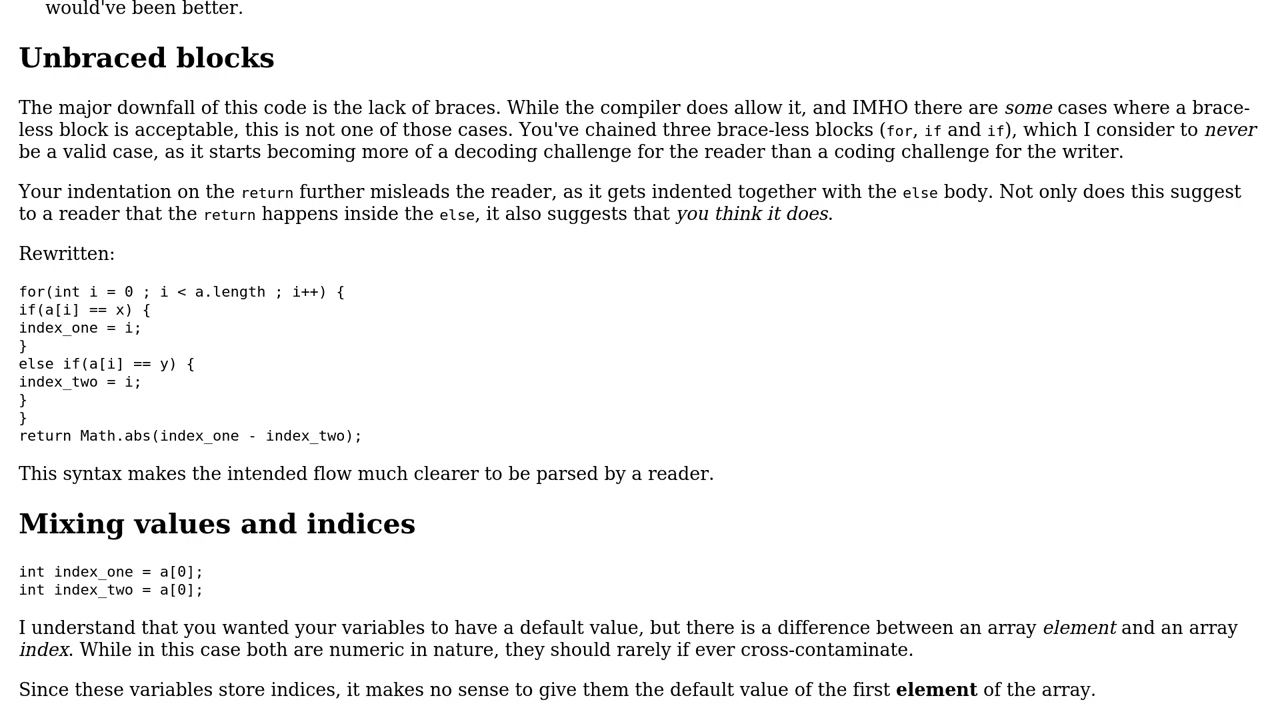 would've been better.
Unbraced blocks
The major downfall of this code is the lack of braces. While the compiler does allow it, and IMHO there are some cases where a brace-
less block is acceptable, this is not one of those cases. You've chained three brace-less blocks (for, if and if), which I consider to never
be a valid case, as it starts becoming more of a decoding challenge for the reader than a coding challenge for the writer.
Your indentation on the return further misleads the reader, as it gets indented together with the else body. Not only does this suggest
to a reader that the return happens inside the else, it also suggests that you think it does.
Rewritten:
for(int i = 0 ; i < a.length ; i++) {
if(a[i] == x) {
index_one = i;
}
else if(a[i] == y) {
index_two = i;
}
}
return Math.abs(index_one - index_two);
This syntax makes the intended flow much clearer to be parsed by a reader.
Mixing values and indices
int index_one = a[0];
int index_two = a[0];
I understand that you wanted your variables to have a default value, but there is a difference between an array element and an array
index. While in this case both are numeric in nature, they should rarely if ever cross-contaminate.
Since these variables store indices, it makes no sense to give them the default value of the first element of the array.